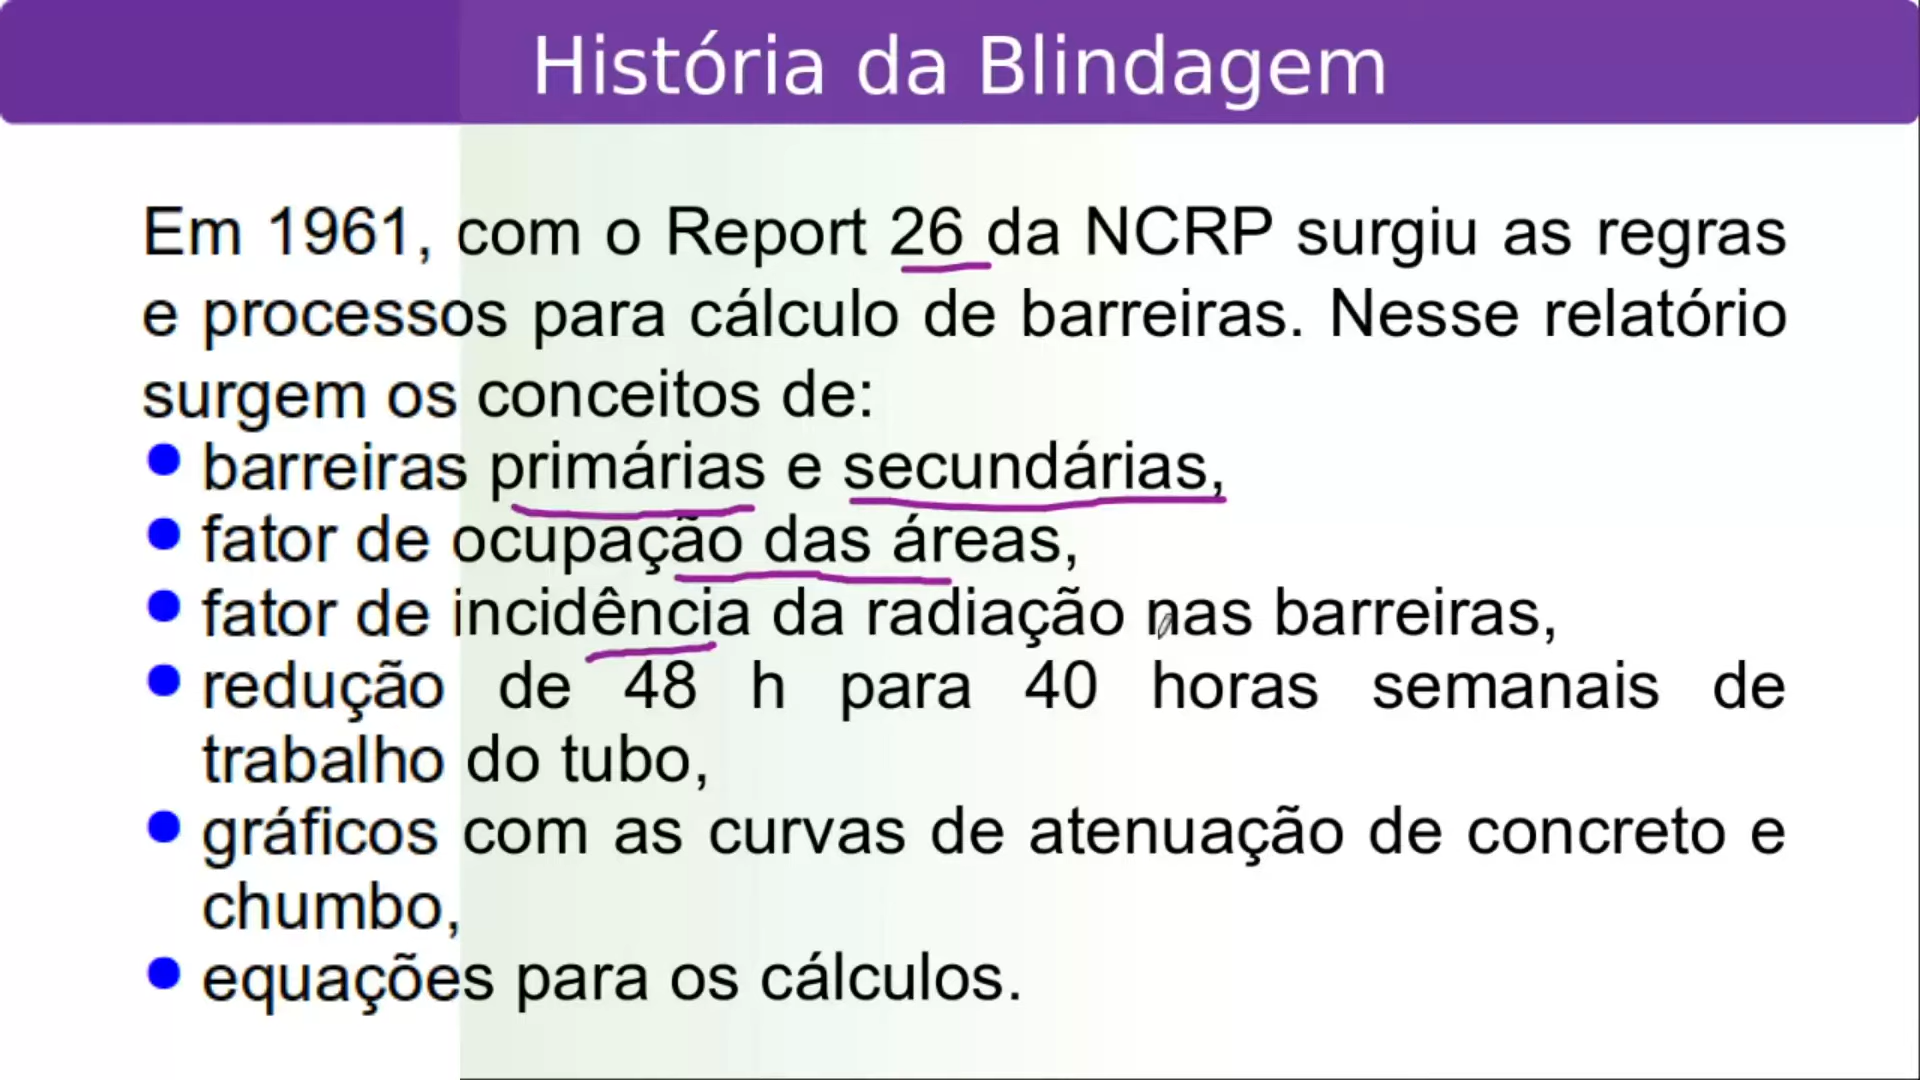 História da Blindagem
Em 1961, com o Report 26 da NCRP surgiu as regras
e processos para cálculo de barreiras. Nesse relatório
surgem os conceitos de:
● barreiras primárias e secundárias,
● fator de ocupação das áreas,
● fator de incidência da radiação nas barreiras,
● redução de 48 h para 40 horas semanais de
trabalho do tubo,
● gráficos com as curvas de atenuação de concreto e
chumbo,
● equações para os cálculos.